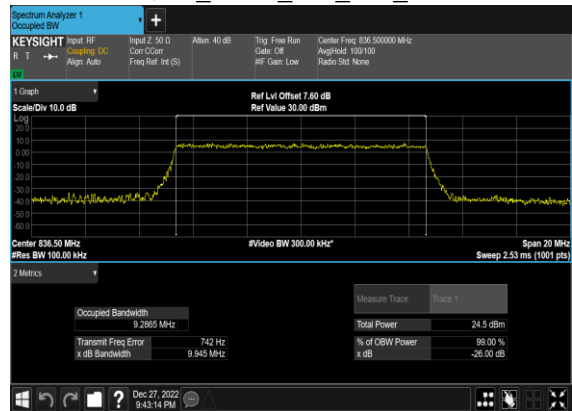 Spectrum Analyzer 1
Occupied BW
+
KEYSIGHT
R T
LXI
Input: RF
Coupling: DC
Align: Auto
Input Z: 50 Ω
Corr CCorr
Freq Ref: Int (S)
Atten: 40 dB
Trig: Free Run
Gate: Off
#IF Gain: Low
Center Freq: 836.500000 MHz
Avg|Hold: 100/100
Radio Std: None
1 Graph
Scale/Div 10.0 dB
Ref Lvl Offset 7.60 dB
Ref Value 30.00 dBm
Log
20.0
10.0
0.00
-10.0
-20.0
-30.0
-40.0
-50.0
-60.0
Center 836.50 MHz
#Video BW 300.00 kHz*
Span 20 MHz
#Res BW 100.00 kHz
Sweep 2.53 ms (1001 pts)
2 Metrics
Measure Trace
Trace 1
Occupied Bandwidth
9.2865 MHz
Total Power 24.5 dBm
Transmit Freq Error 742 Hz
% of OBW Power 99.00 %
x dB Bandwidth 9.945 MHz
x dB -26.00 dB
?
Dec 27, 2022
9:43:14 PM